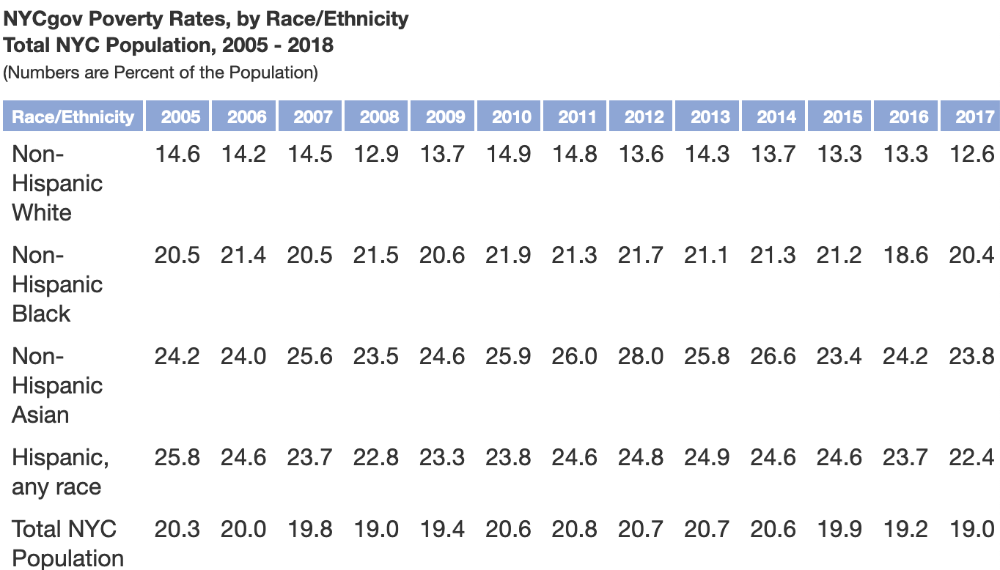 NYCgov Poverty Rates, by Race/Ethnicity
Total NYC Population, 2005 - 2018
(Numbers are Percent of the Population)
Race/Ethnicity 2005 2006 2007 2008 2009 2010 2011 2012 2013 2014 2015 2016 2017
Non- 14.6 14.2 14.5 12.9 13.7 14.9 14.8 13.6 14.3 13.7 13.3 13.3 12.6
Hispanic
White
Non- 20.5 21.4 20.5 21.5 20.6 21.9 21.3 21.7 21.1 21.3 21.2 18.6 20.4
Hispanic
Black
Non- 24.2 24.0 25.6 23.5 24.6 25.9 26.0 28.0 25.8 26.6 23.4 24.2 23.8
Hispanic
Asian
Hispanic, 25.8 24.6 23.7 22.8 23.3 23.8 24.6 24.8 24.9 24.6 24.6 23.7 22.4
any race
Total NYC 20.3 20.0 19.8 19.0 19.4 20.6 20.8 20.7 20.7 20.6 19.9 19.2 19.0
Population